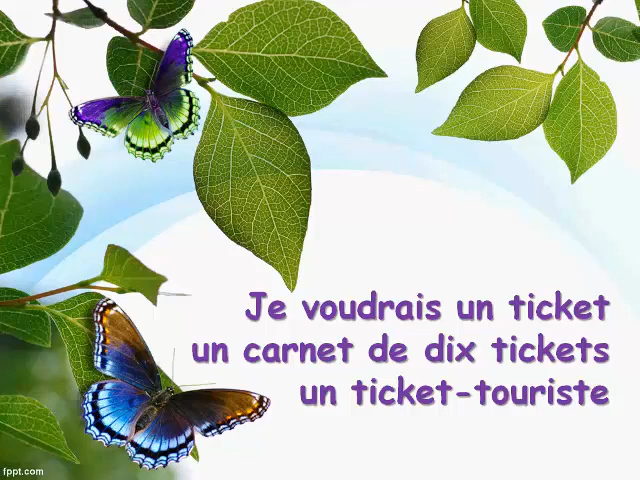 Je voudrais un ticket
un carnet de dix tickets
un ticket-touriste
fppt.com